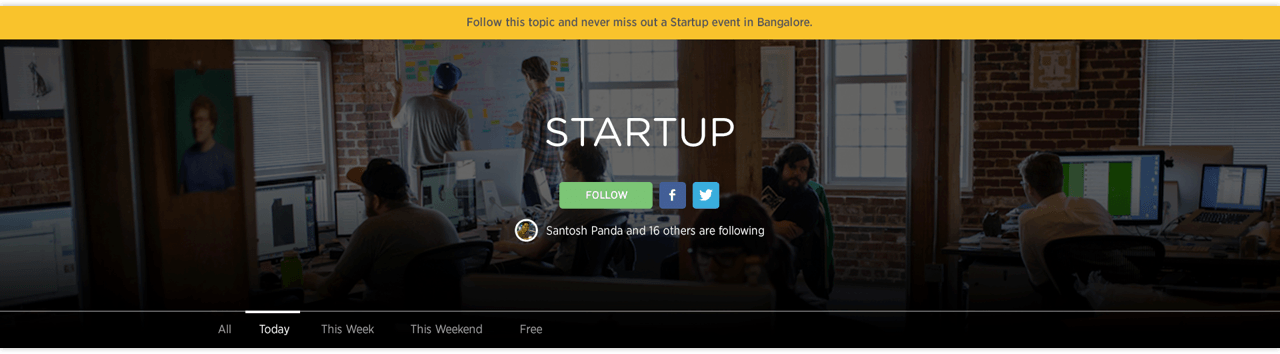 Follow this topic and never miss out a Startup event in Bangalore.
STARTUP
FOLLOW
Santosh Panda and 16 others are following
All Today This Week This Weekend Free